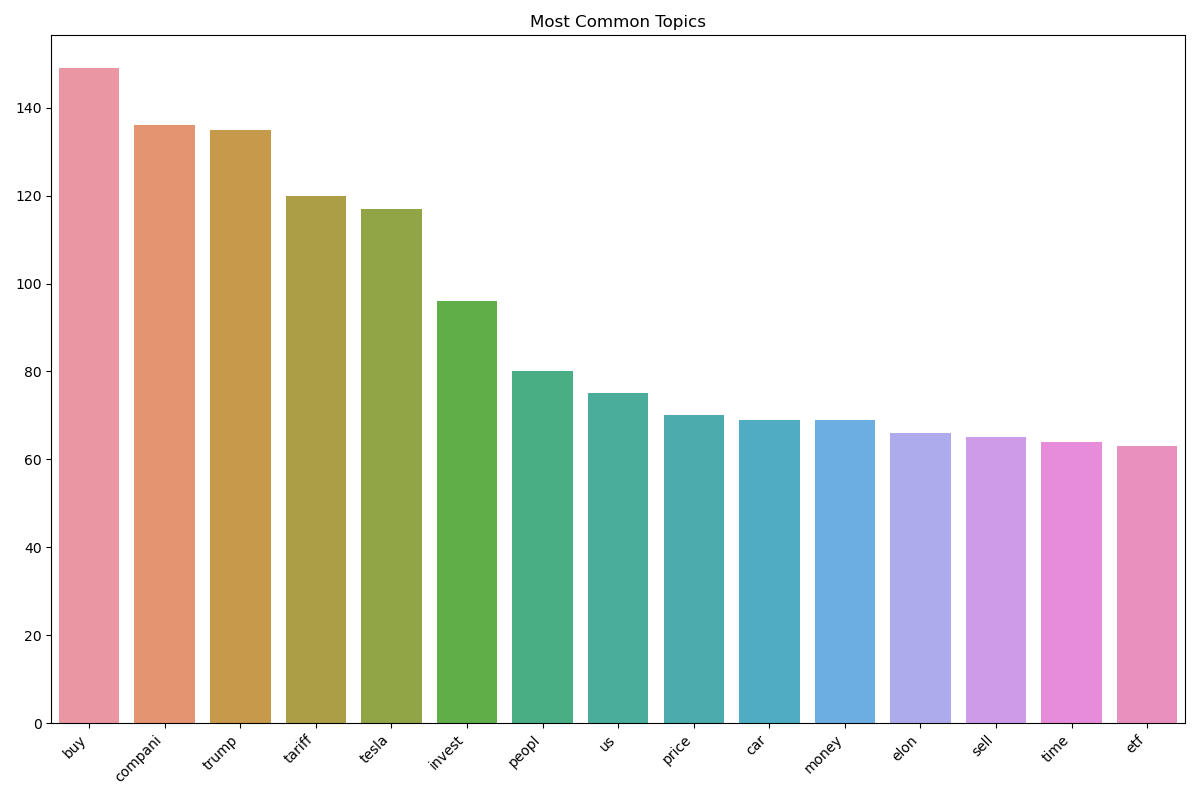 Most Common Topics
140
120
100
80
60
40
20
0
buy
compani
trump
tariff
tesla
invest
peopl
us
price
car
money
elon
sell
time
etf